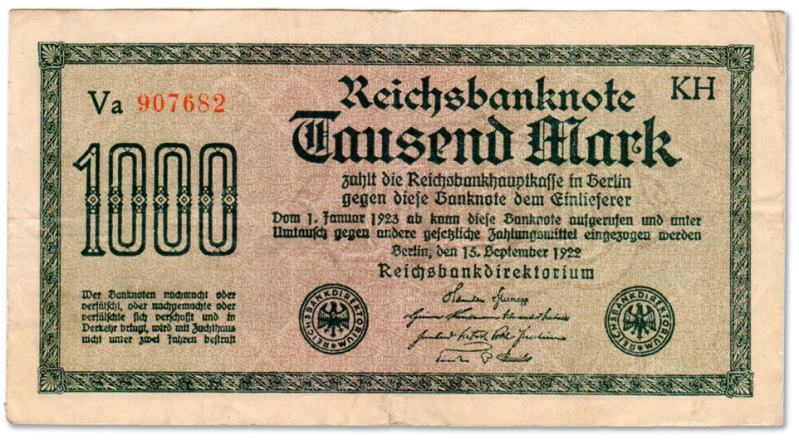 Va 907682
KH
Reichsbanknote
Tausend Mark
1000
zahlt die Reichsbankhauptkasse in Berlin
gegen diese Banknote dem Einlieferer
Vom 1. Januar 1923 ab kann diese Banknote aufgerufen und unter
Umtausch gegen andere gesetzliche Zahlungsmittel eingezogen werden
Berlin, den 15. September 1922
Reichsbankdirektorium
Wer Banknoten nachmacht oder
verfälscht, oder nachgemachte oder
verfälschte sich verschafft und in
Verkehr bringt, wird mit Zuchthaus
nicht unter zwei Jahren bestraft
REICHSBANKDIREKTORIUM
REICHSBANKDIREKTORIUM